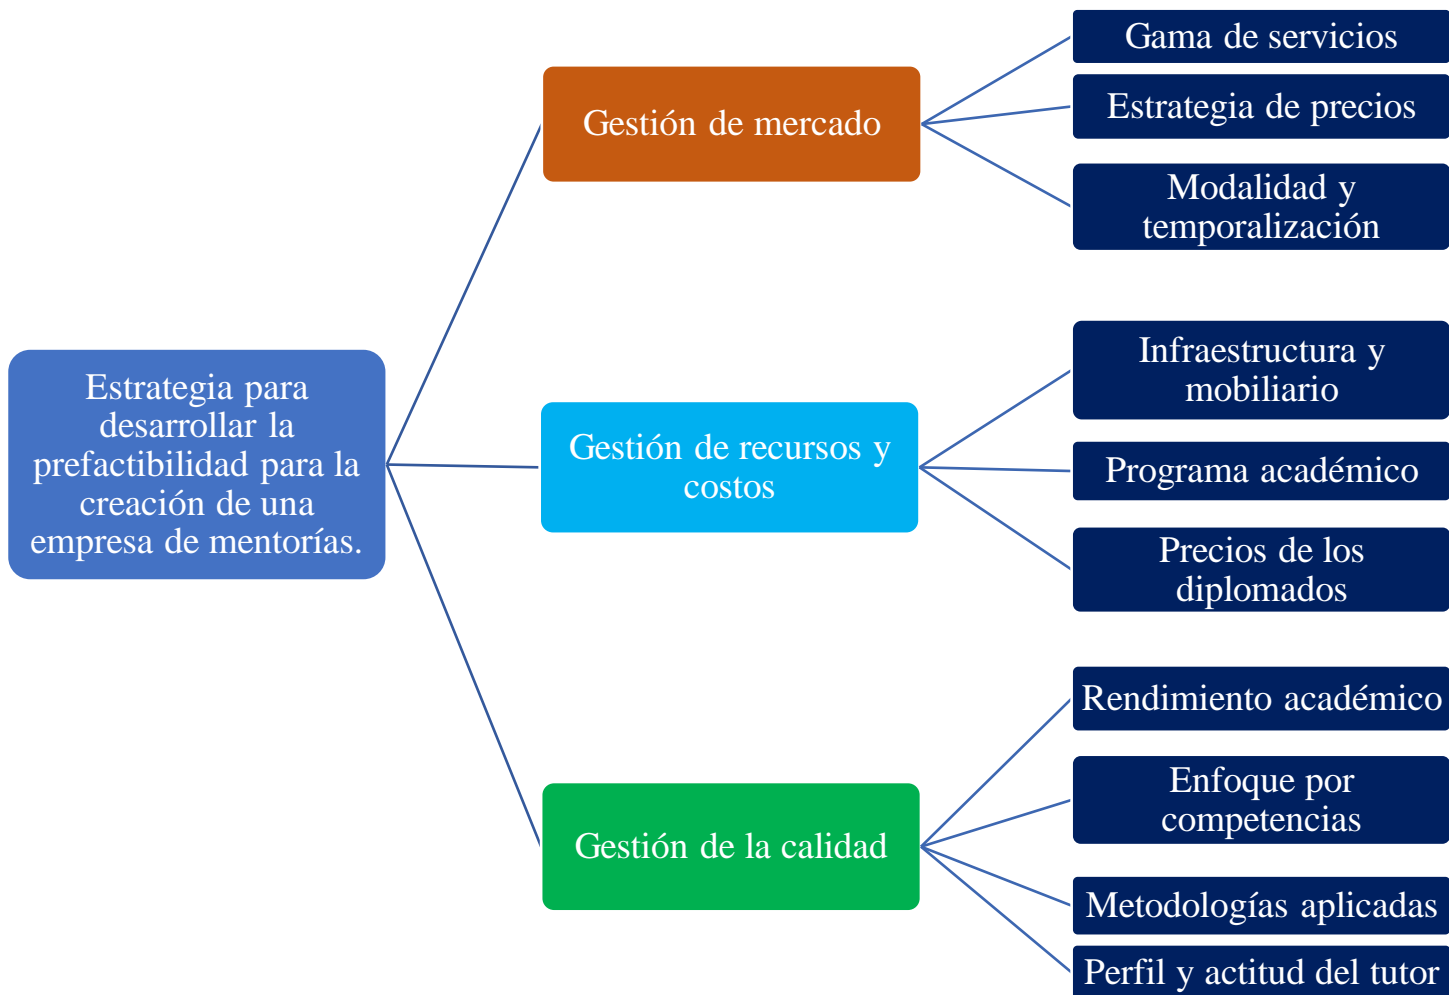 Estrategia para
desarrollar la
prefactibilidad para la
creación de una
empresa de mentorías.
Gestión de mercado
Gama de servicios
Estrategia de precios
Modalidad y
temporalización
Gestión de recursos y
costos
Infraestructura y
mobiliario
Programa académico
Precios de los
diplomados
Gestión de la calidad
Rendimiento académico
Enfoque por
competencias
Metodologías aplicadas
Perfil y actitud del tutor